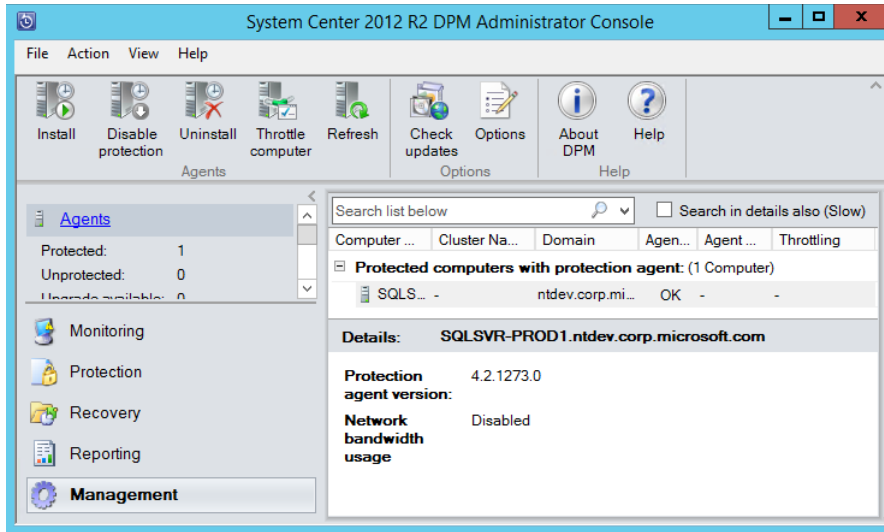 System Center 2012 R2 DPM Administrator Console
File Action View Help
Install Disable protection Uninstall Throttle computer Refresh Check updates Options About DPM Help
Agents Options Help
Agents
Protected: 1
Unprotected: 0
Upgrade available: 0
Monitoring
Protection
Recovery
Reporting
Management
Search list below Search in details also (Slow)
Computer ... Cluster Na... Domain Agen... Agent ... Throttling
Protected computers with protection agent: (1 Computer)
SQLS... - ntdev.corp.mi... OK - -
Details: SQLSVR-PROD1.ntdev.corp.microsoft.com
Protection agent version: 4.2.1273.0
Network bandwidth usage Disabled